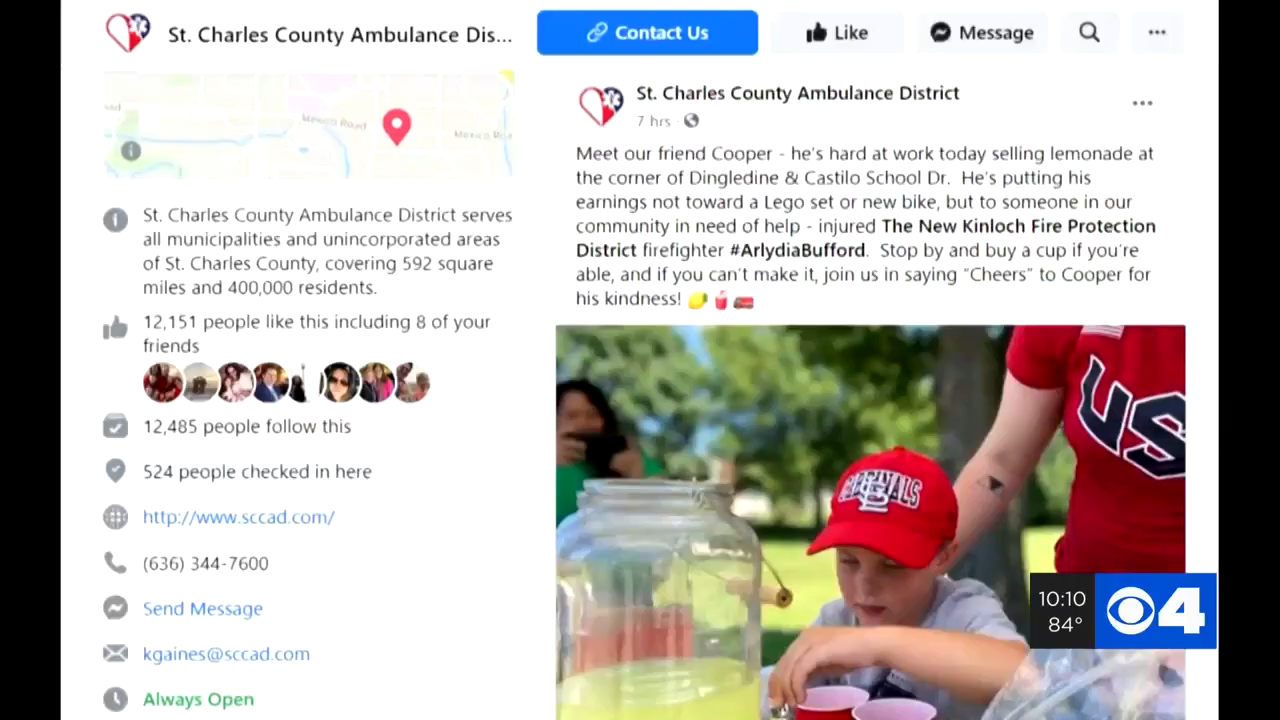 St. Charles County Ambulance Dis...
Contact Us
Like
Message
...
Mexico Road
St. Charles County Ambulance District serves
all municipalities and unincorporated areas
of St. Charles County, covering 592 square
miles and 400,000 residents.
12,151 people like this including 8 of your
friends
12,485 people follow this
524 people checked in here
http://www.sccad.com/
(636) 344-7600
Send Message
kgaines@sccad.com
Always Open
St. Charles County Ambulance District
7 hrs
...
Meet our friend Cooper - he's hard at work today selling lemonade at
the corner of Dingledine & Castilo School Dr. He's putting his
earnings not toward a Lego set or new bike, but to someone in our
community in need of help - injured The New Kinloch Fire Protection
District firefighter #ArlydiaBufford. Stop by and buy a cup if you're
able, and if you can't make it, join us in saying "Cheers" to Cooper for
his kindness! 🍋🥤🚒
US
CARDINALS
STL
10:10
84°
4